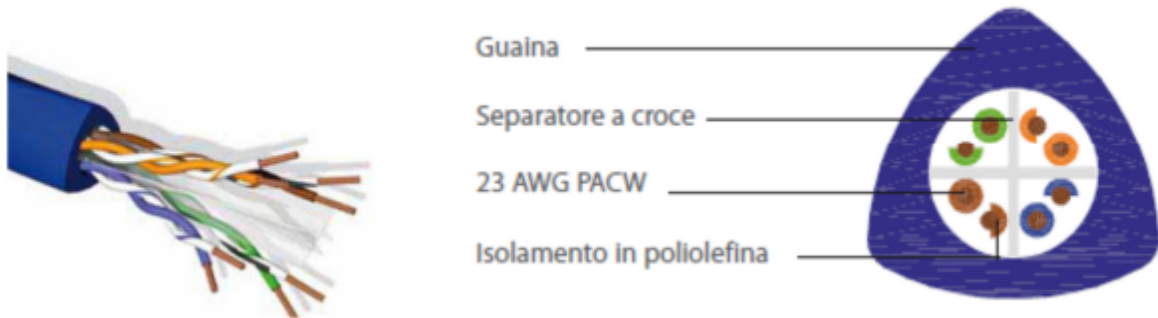 Guaina
Separatore a croce
23 AWG PACW
Isolamento in poliolefina